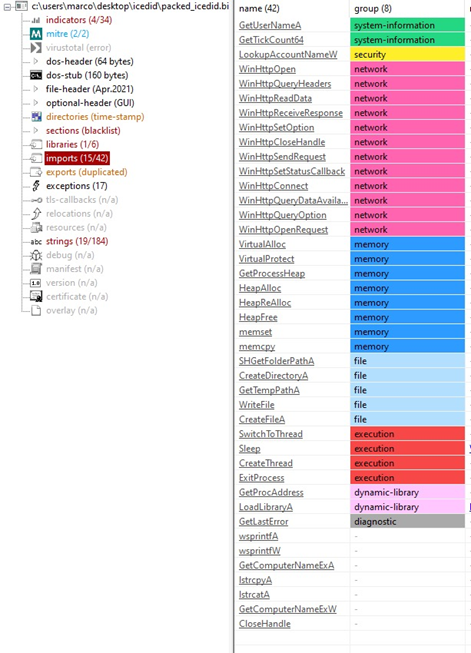 c:\users\marco\desktop\icedid\packed_icedid.bi
indicators (4/34)
mitre (2/2)
virustotal (error)
dos-header (64 bytes)
dos-stub (160 bytes)
file-header (Apr.2021)
optional-header (GUI)
directories (time-stamp)
sections (blacklist)
libraries (1/6)
imports (15/42)
exports (duplicated)
exceptions (17)
tls-callbacks (n/a)
relocations (n/a)
resources (n/a)
abc strings (19/184)
debug (n/a)
manifest (n/a)
1.0 version (n/a)
certificate (n/a)
overlay (n/a)
name (42) group (8)
GetUserNameA system-information
GetTickCount64 system-information
LookupAccountNameW security
WinHttpOpen network
WinHttpQueryHeaders network
WinHttpReadData network
WinHttpReceiveResponse network
WinHttpSetOption network
WinHttpCloseHandle network
WinHttpSendRequest network
WinHttpSetStatusCallback network
WinHttpConnect network
WinHttpQueryDataAvaila... network
WinHttpQueryOption network
WinHttpOpenRequest network
VirtualAlloc memory
VirtualProtect memory
GetProcessHeap memory
HeapAlloc memory
HeapReAlloc memory
HeapFree memory
memset memory
memcpy memory
SHGetFolderPathA file
CreateDirectoryA file
GetTempPathA file
WriteFile file
CreateFileA file
SwitchToThread execution
Sleep execution
CreateThread execution
ExitProcess execution
GetProcAddress dynamic-library
LoadLibraryA dynamic-library
GetLastError diagnostic
wsprintfA -
wsprintfW -
GetComputerNameExA -
lstrcpyA -
lstrcatA -
GetComputerNameExW -
CloseHandle -